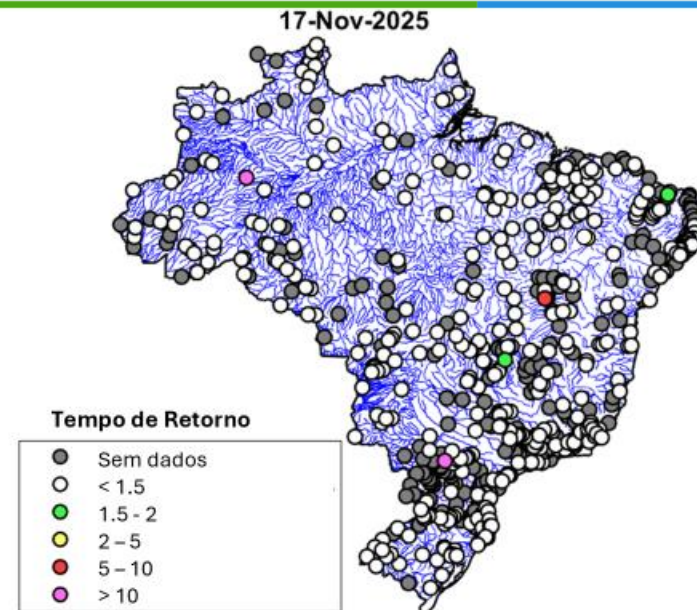 17-Nov-2025
Tempo de Retorno
Sem dados
< 1.5
1.5 - 2
2 – 5
5 – 10
> 10